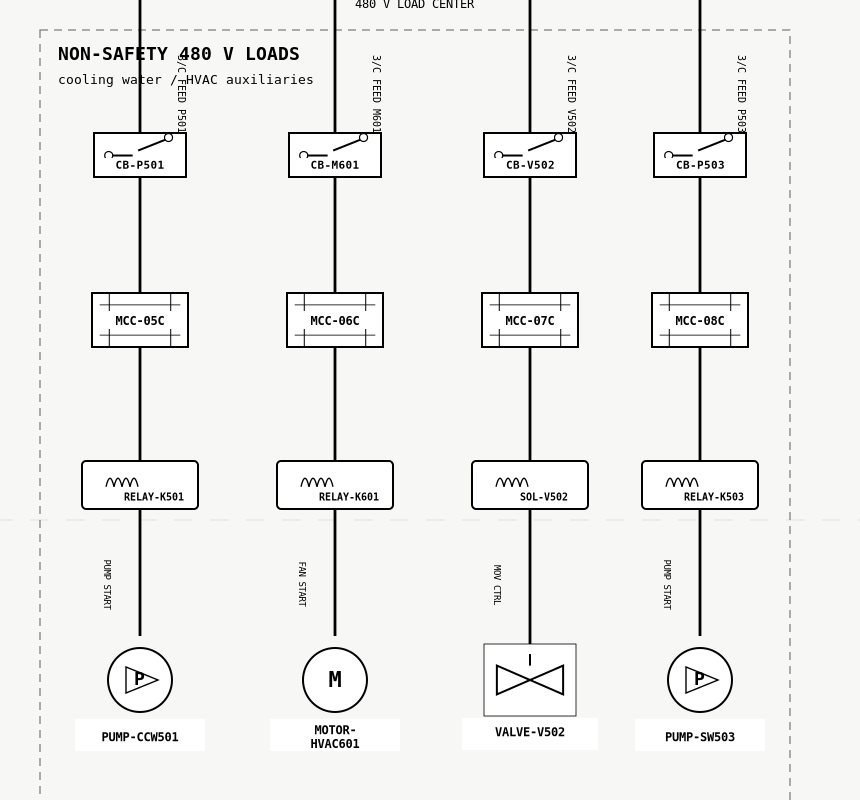 480 V LOAD CENTER
NON-SAFETY 480 V LOADS
cooling water / HVAC auxiliaries
3/C FEED P501
3/C FEED M601
3/C FEED V502
3/C FEED P503
CB-P501
CB-M601
CB-V502
CB-P503
MCC-05C
MCC-06C
MCC-07C
MCC-08C
RELAY-K501
RELAY-K601
SOL-V502
RELAY-K503
PUMP START
FAN START
MOV CTRL
PUMP START
P
M
P
PUMP-CCW501
MOTOR-
HVAC601
VALVE-V502
PUMP-SW503